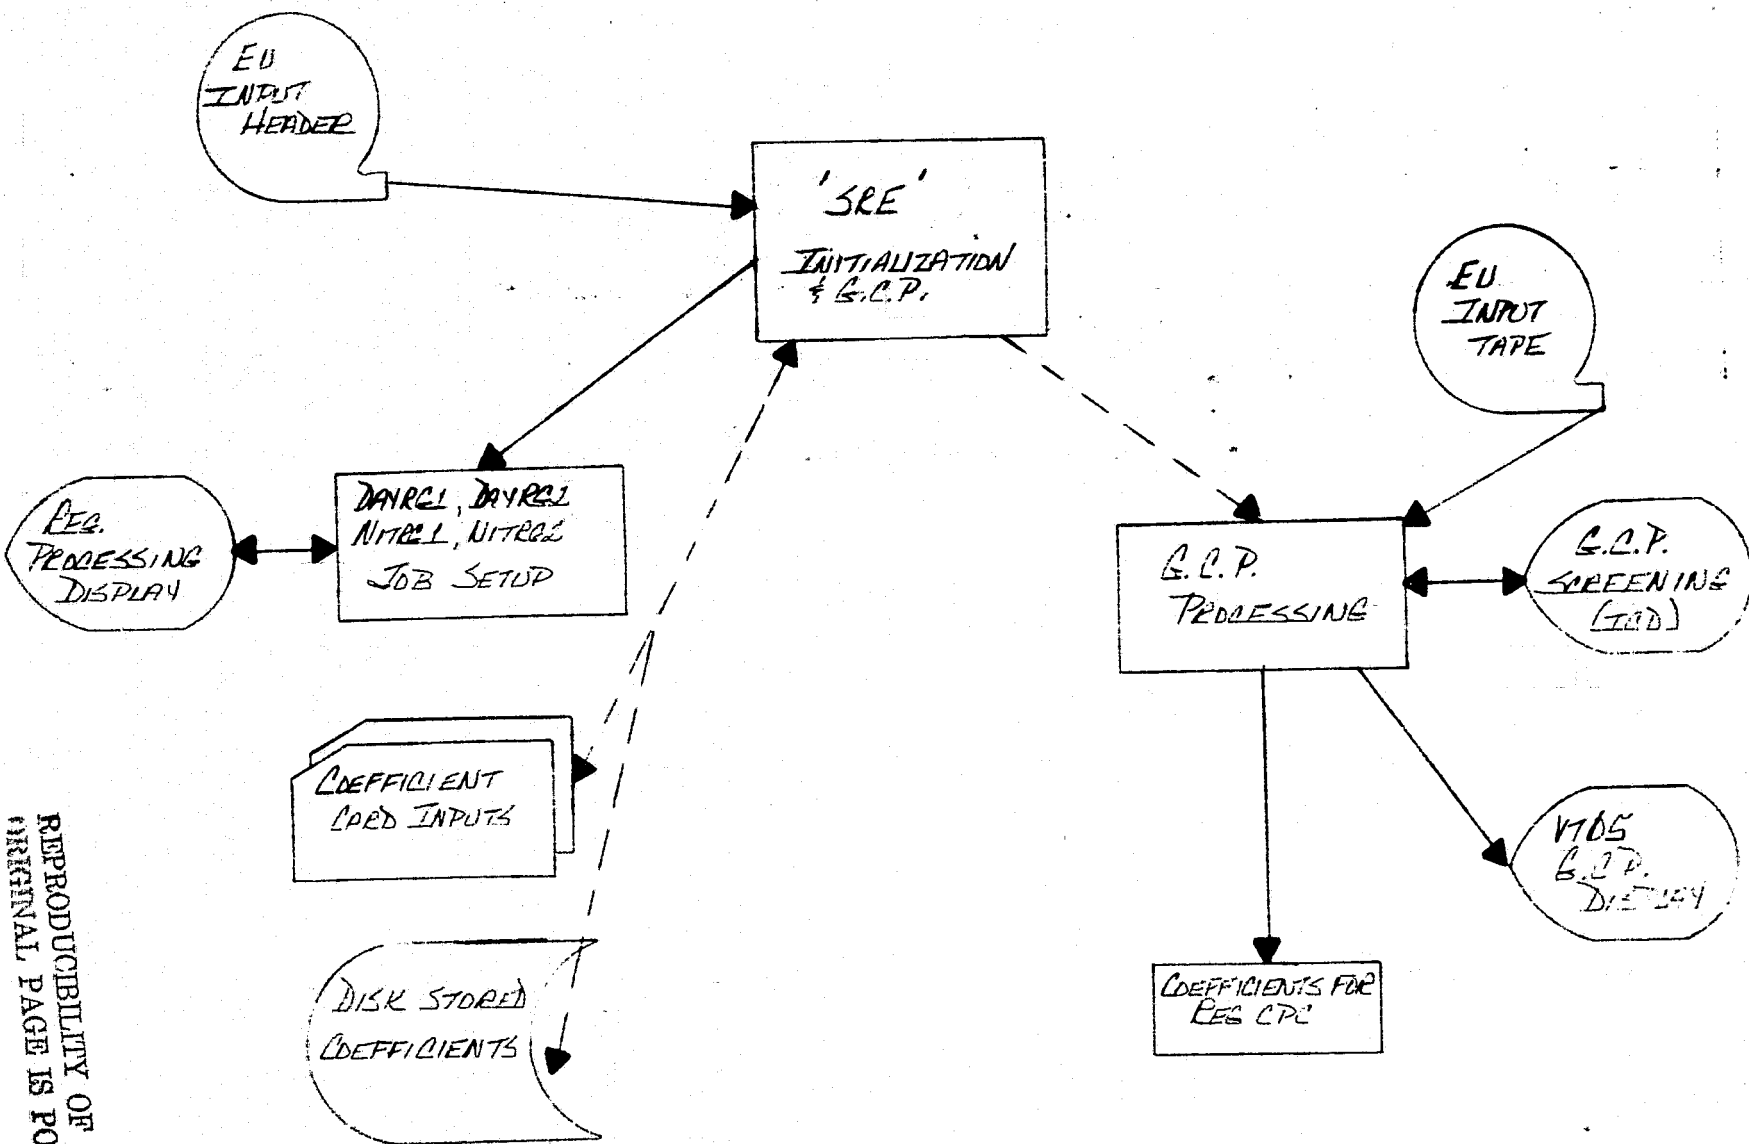 EU
INPUT
HEADER
'SRE'
INITIALIZATION
& G.C.P.
EU
INPUT
TAPE
REG.
PROCESSING
DISPLAY
DAYRG1, DAYRG2
NITRG1, NITRG2
JOB SETUP
G.C.P.
PROCESSING
G.C.P.
SCREENING
COEFFICIENT
CARD INPUTS
G.C.P.
DISPLAY
DISK STORED
COEFFICIENTS
COEFFICIENTS FOR
REG CPC
REPRODUCIBILITY OF
ORIGINAL PAGE IS PO